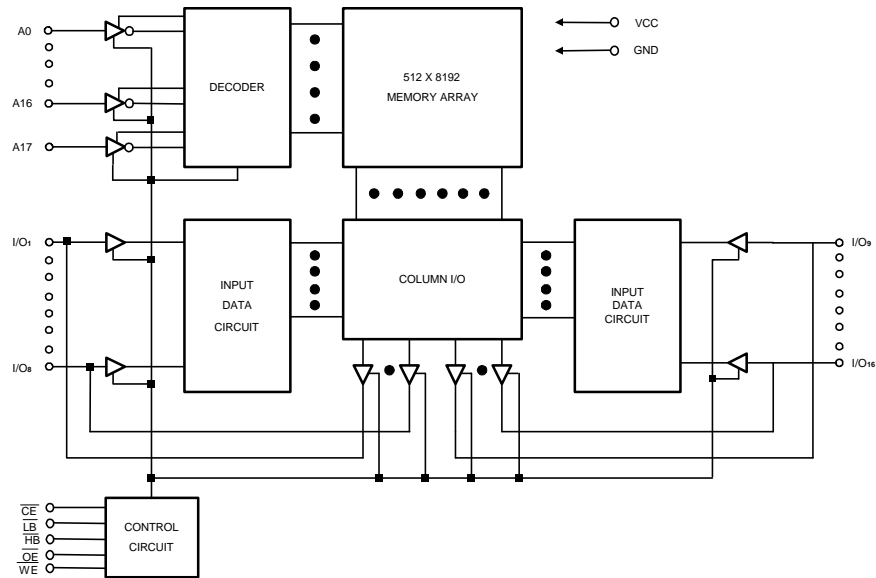 A0
VCC
GND
A16
A17
DECODER
512 X 8192
MEMORY ARRAY
I/O₁
I/O₈
INPUT
DATA
CIRCUIT
COLUMN I/O
INPUT
DATA
CIRCUIT
I/O₉
I/O₁₆
CE
LB
HB
OE
WE
CONTROL
CIRCUIT